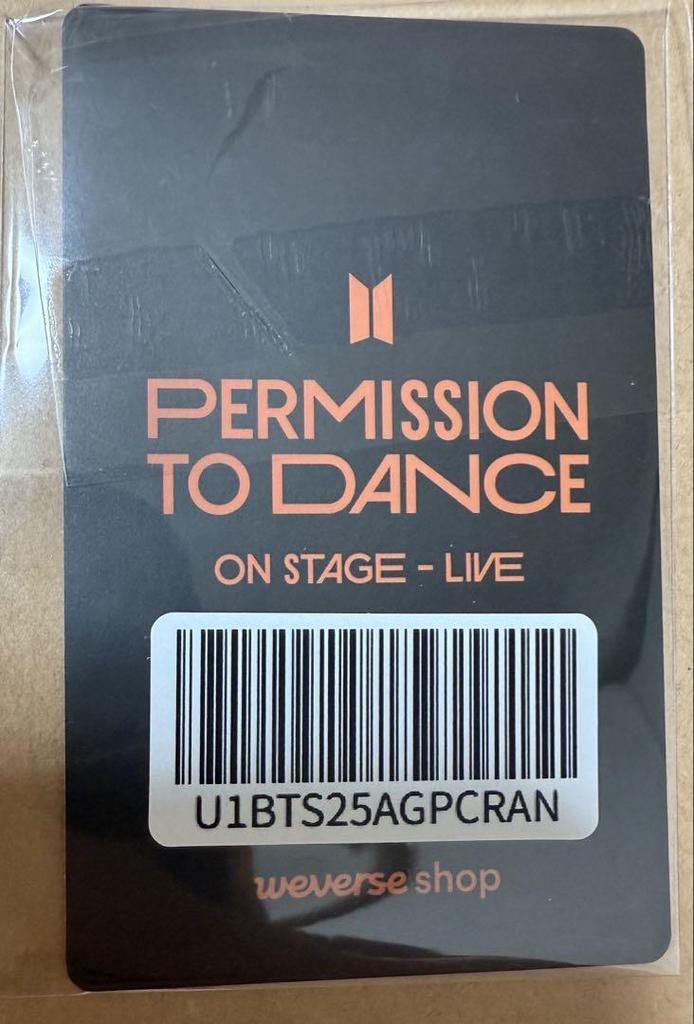 PERMISSION
TO DANCE
ON STAGE - LIVE
U1BTS25AGPCRAN
weverse shop